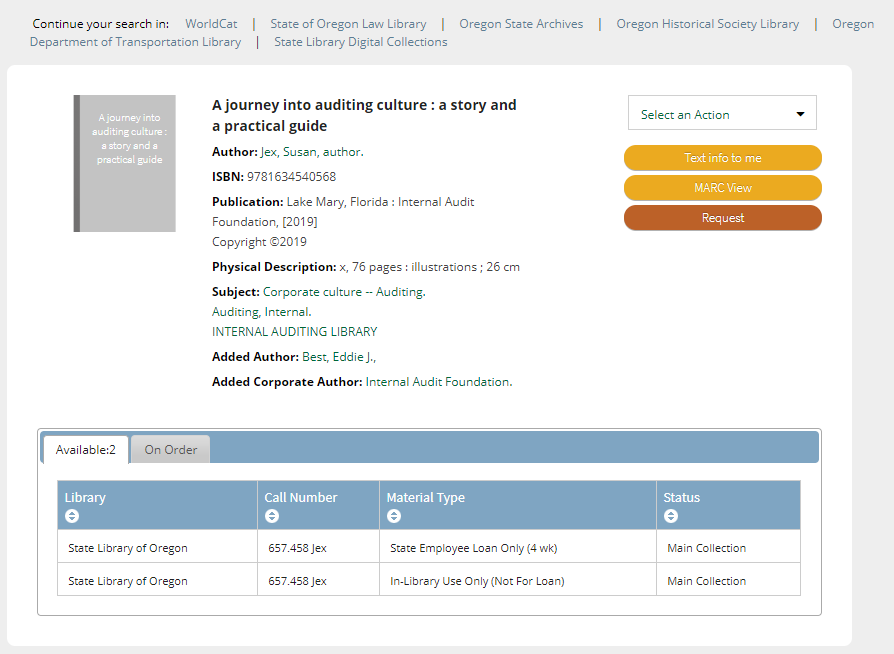 Continue your search in: WorldCat | State of Oregon Law Library | Oregon State Archives | Oregon Historical Society Library | Oregon
Department of Transportation Library | State Library Digital Collections
A journey into
auditing culture :
a story and a
practical guide
A journey into auditing culture : a story and
a practical guide
Author: Jex, Susan, author.
ISBN: 9781634540568
Publication: Lake Mary, Florida : Internal Audit
Foundation, [2019]
Copyright ©2019
Physical Description: x, 76 pages : illustrations ; 26 cm
Subject: Corporate culture -- Auditing.
Auditing, Internal.
INTERNAL AUDITING LIBRARY
Added Author: Best, Eddie J.,
Added Corporate Author: Internal Audit Foundation.
Select an Action
Text info to me
MARC View
Request
Available:2 On Order
Library Call Number Material Type Status
State Library of Oregon 657.458 Jex State Employee Loan Only (4 wk) Main Collection
State Library of Oregon 657.458 Jex In-Library Use Only (Not For Loan) Main Collection